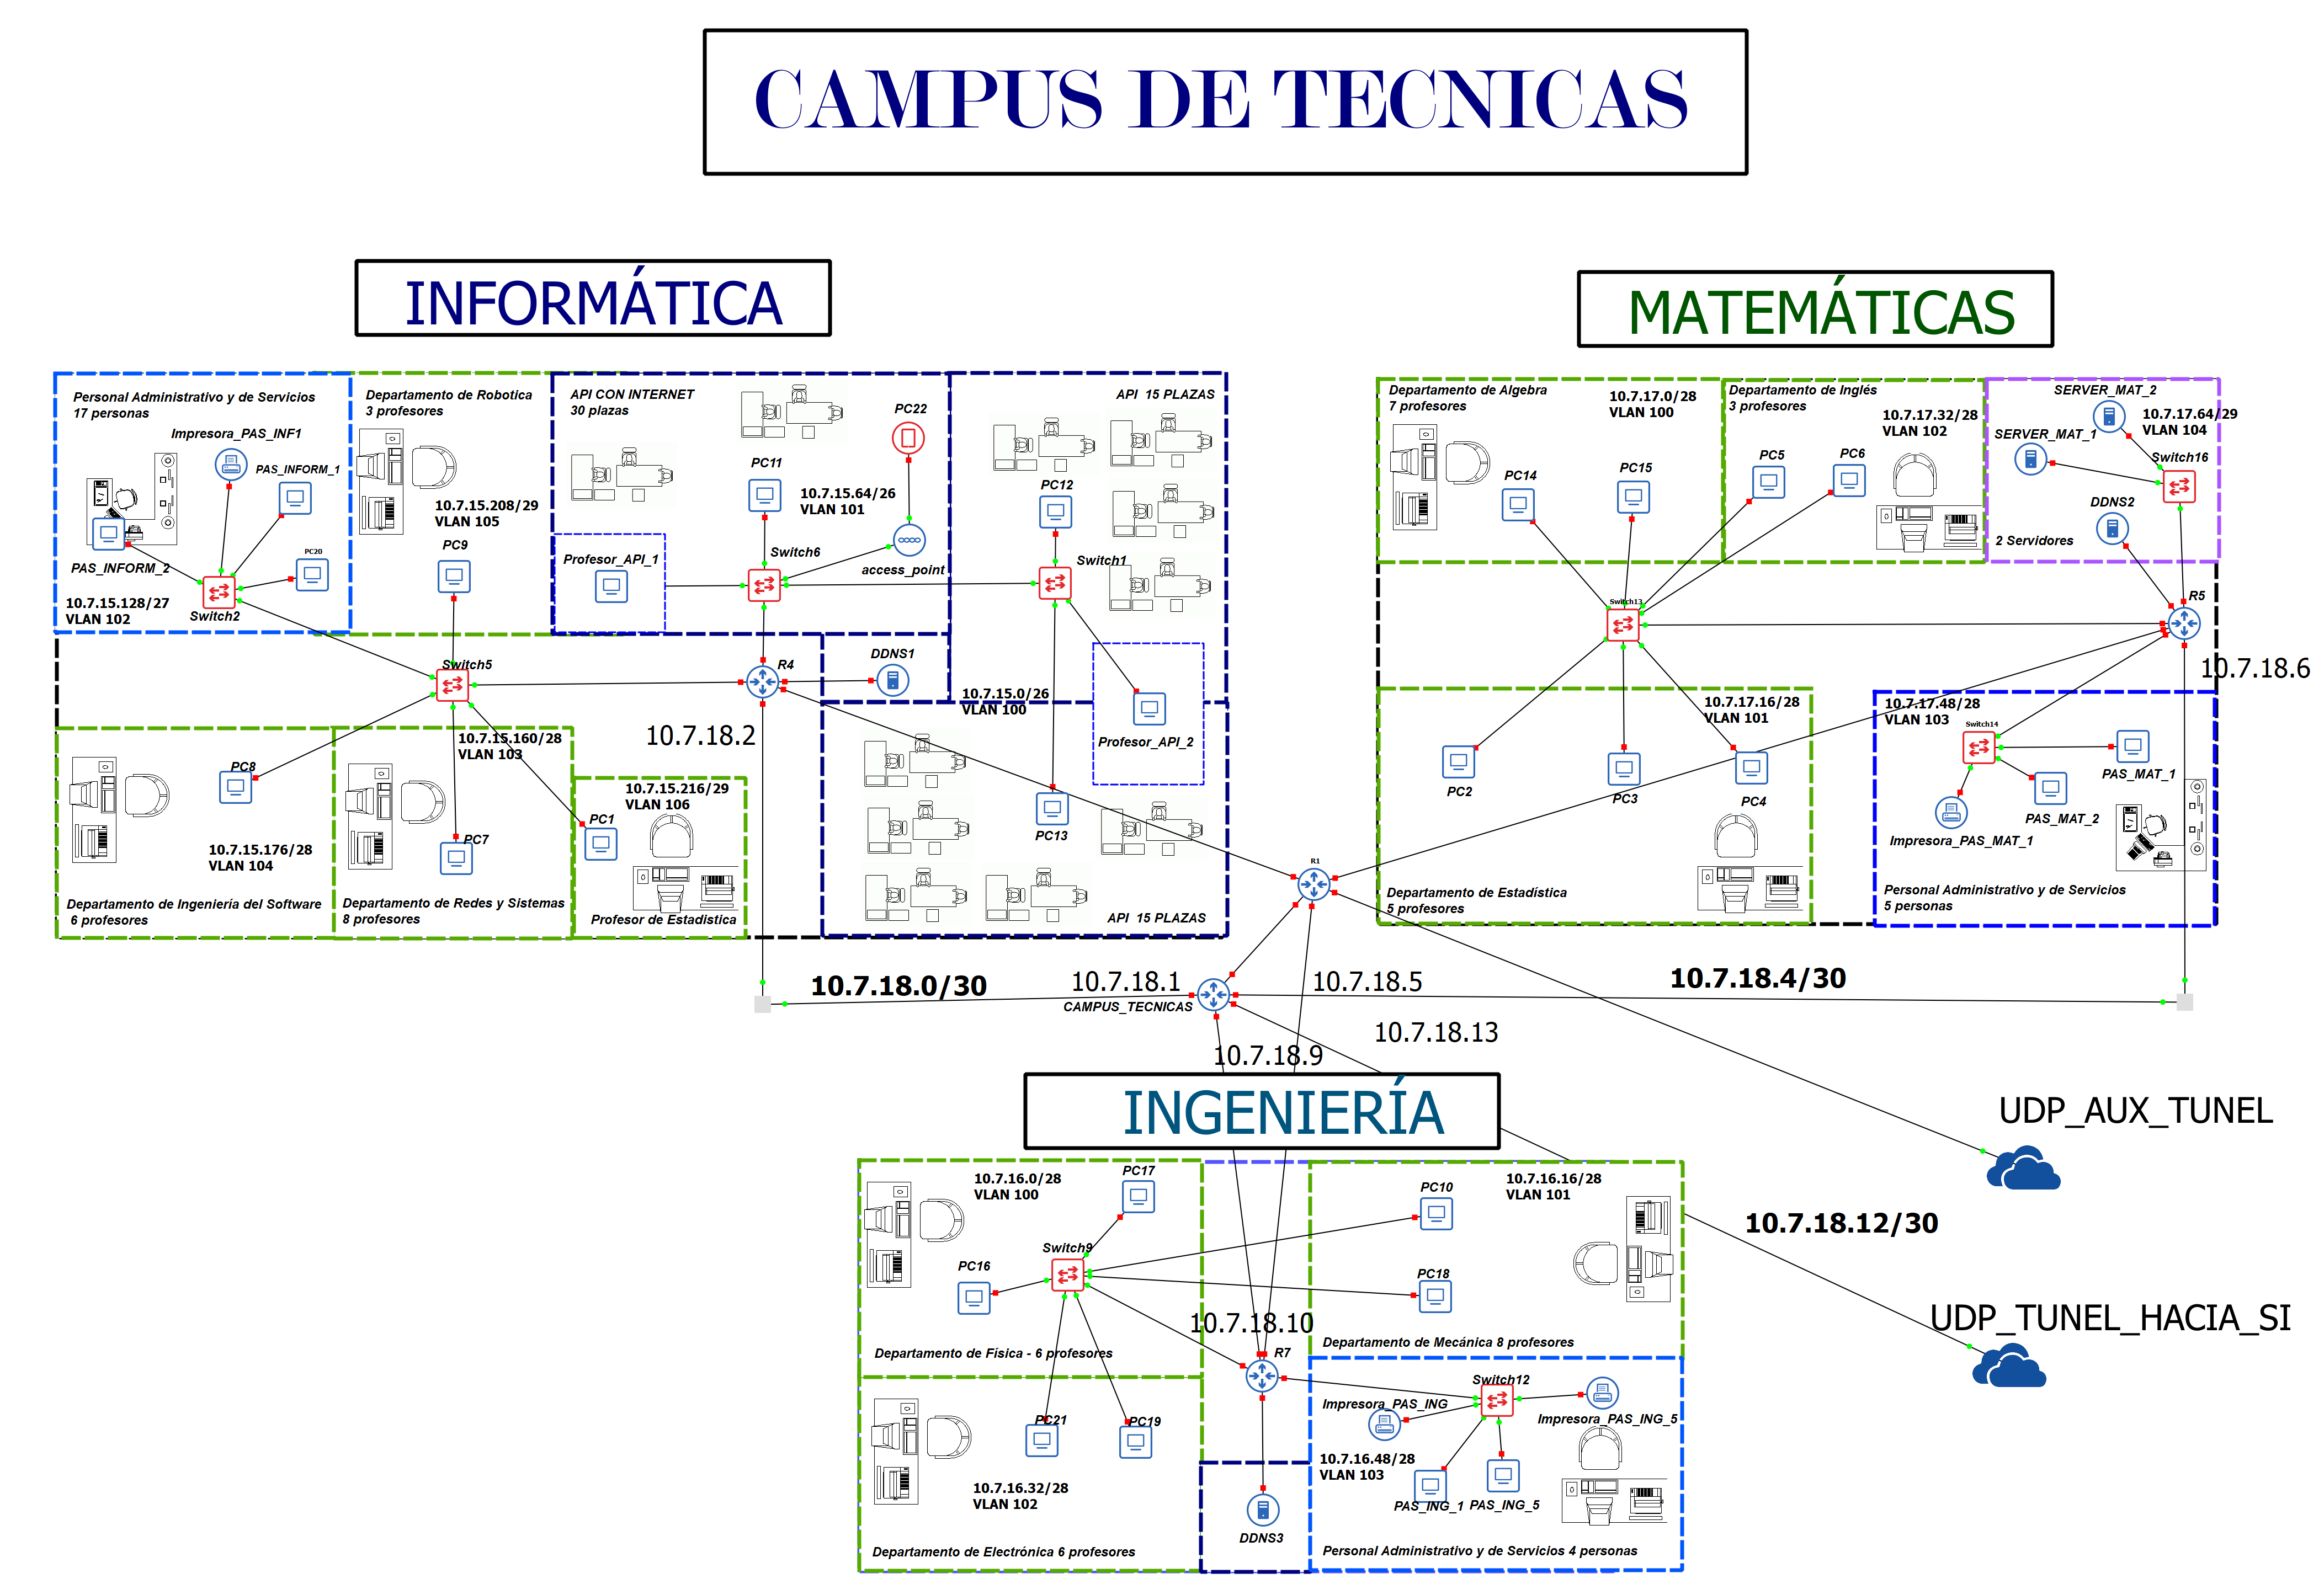 CAMPUS DE TECNICAS
INFORMÁTICA
MATEMÁTICAS
Personal Administrativo y de Servicios
17 personas
Impresora_PAS_INF1
PAS_INFORM_1
PAS_INFORM_2
PC20
Switch2
10.7.15.128/27
VLAN 102
Departamento de Robotica
3 profesores
10.7.15.208/29
VLAN 105
PC9
API CON INTERNET
30 plazas
PC22
PC11
10.7.15.64/26
VLAN 101
Profesor_API_1
Switch6
access_point
API  15 PLAZAS
PC12
Switch1
Switch5
R4
DDNS1
10.7.15.0/26
VLAN 100
10.7.18.2
Profesor_API_2
PC13
API  15 PLAZAS
PC8
10.7.15.176/28
VLAN 104
Departamento de Ingeniería del Software
6 profesores
10.7.15.160/28
VLAN 103
PC7
Departamento de Redes y Sistemas
8 profesores
10.7.15.216/29
VLAN 106
PC1
Profesor de Estadistica
Departamento de Algebra
7 profesores
10.7.17.0/28
VLAN 100
PC14
PC15
Departamento de Inglés
3 profesores
10.7.17.32/28
VLAN 102
PC5
PC6
SERVER_MAT_2
10.7.17.64/29
VLAN 104
SERVER_MAT_1
Switch16
DDNS2
2 Servidores
Switch13
R5
10.7.18.6
10.7.17.16/28
VLAN 101
PC2
PC3
PC4
Departamento de Estadística
5 profesores
10.7.17.48/28
VLAN 103
Switch14
PAS_MAT_1
PAS_MAT_2
Impresora_PAS_MAT_1
Personal Administrativo y de Servicios
5 personas
R1
10.7.18.0/30
10.7.18.1
10.7.18.5
10.7.18.4/30
CAMPUS_TECNICAS
10.7.18.13
10.7.18.9
INGENIERÍA
UDP_AUX_TUNEL
10.7.18.12/30
UDP_TUNEL_HACIA_SI
10.7.16.0/28
VLAN 100
PC17
Switch9
PC16
Departamento de Física - 6 profesores
10.7.16.16/28
VLAN 101
PC10
PC18
Departamento de Mecánica 8 profesores
10.7.18.10
R7
PC21
PC19
10.7.16.32/28
VLAN 102
Departamento de Electrónica 6 profesores
DDNS3
Switch12
Impresora_PAS_ING
Impresora_PAS_ING_5
10.7.16.48/28
VLAN 103
PAS_ING_1
PAS_ING_5
Personal Administrativo y de Servicios 4 personas